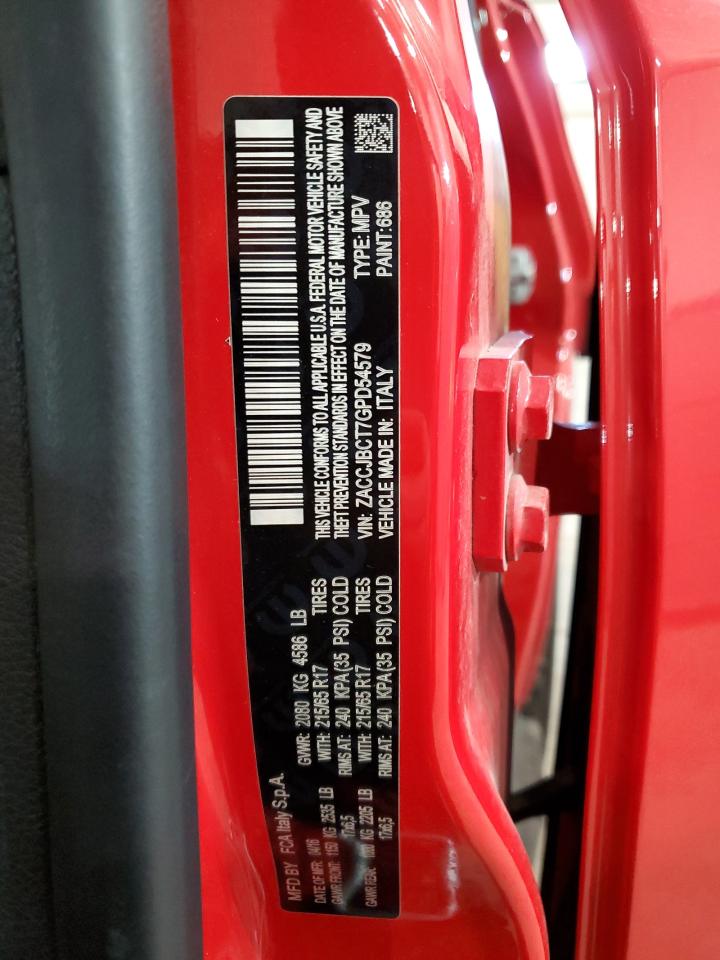 MFD BY FCA Italy S.p.A.
DATE OF MFR: 04/16 GVWR: 2080 KG 4586 LB
GAWR FRONT: 1150 KG 2535 LB WITH: 215/65 R17 TIRES
17x6,5 RIMS AT: 240 KPA(35 PSI) COLD
GAWR REAR: KG 2205 LB WITH: 215/65 R17 TIRES
17x6,5 RIMS AT: 240 KPA(35 PSI) COLD
THIS VEHICLE CONFORMS TO ALL APPLICABLE U.S.A. FEDERAL MOTOR VEHICLE SAFETY AND
THEFT PREVENTION STANDARDS IN EFFECT ON THE DATE OF MANUFACTURE SHOWN ABOVE
VIN: ZACCJBCT7GPD54579 TYPE: MPV
VEHICLE MADE IN: ITALY PAINT: 686